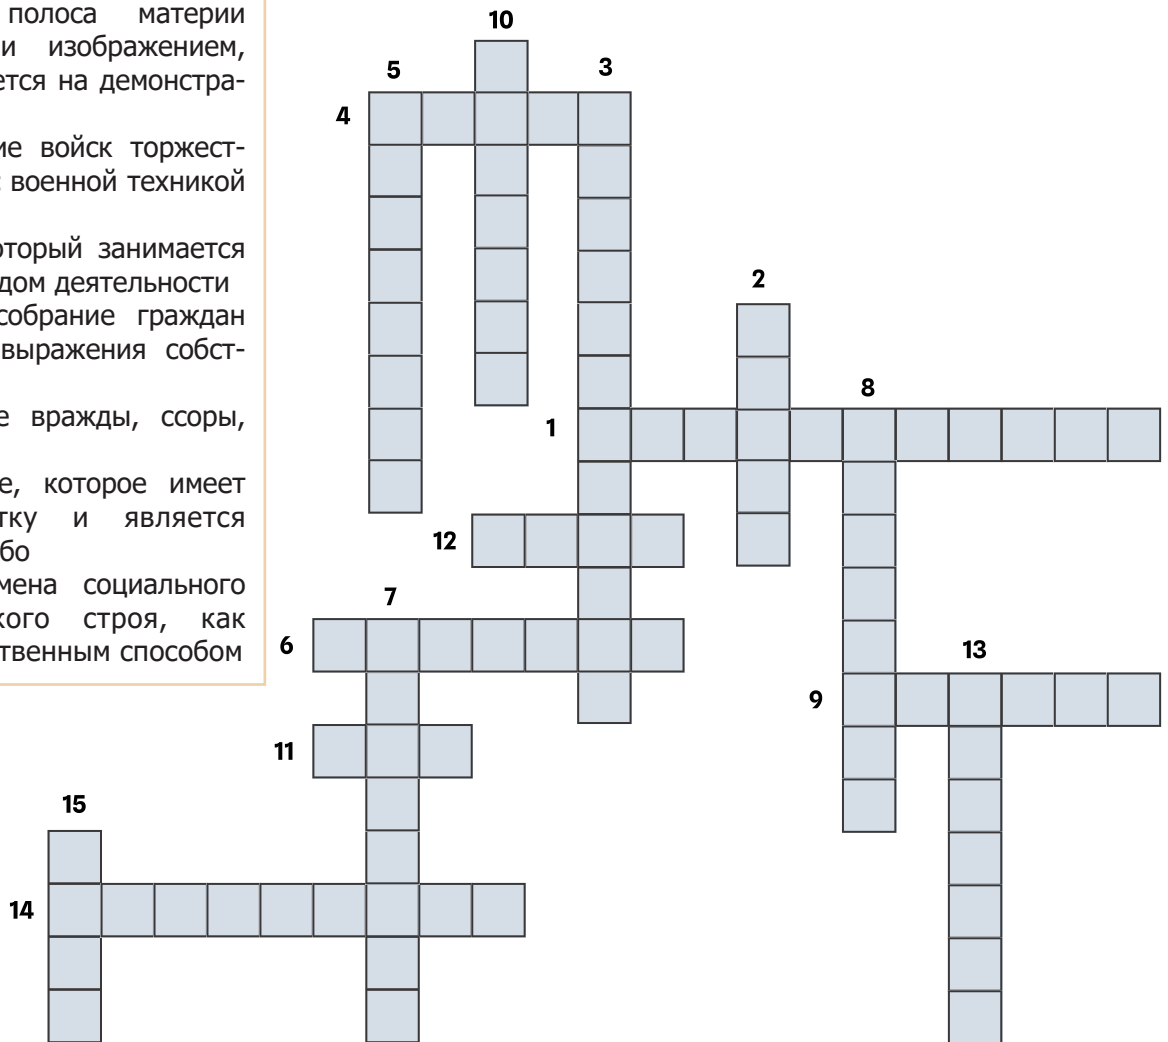 полоса материи
и изображением,
ется на демонстра-
ие войск торжест-
военной техникой
оторый занимается
дом деятельности
собрание граждан
выражения собст-
е вражды, ссоры,
е, которое имеет
тку и является
бо
мена социального
кого строя, как
твенным способом
10
5
3
4
2
8
1
12
7
6
13
9
11
15
14